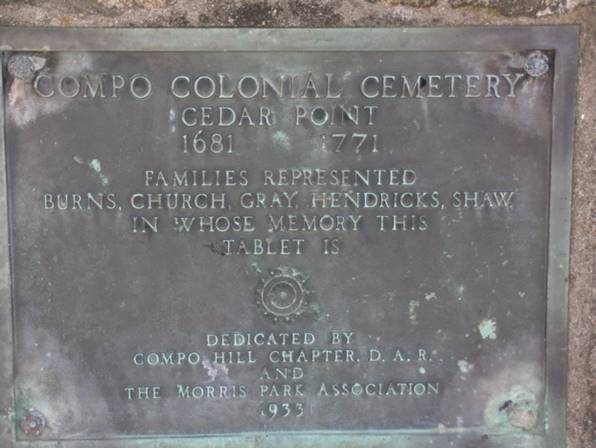 COMPO COLONIAL CEMETERY
CEDAR POINT
1681 1771
FAMILIES REPRESENTED
BURNS, CHURCH, GRAY, HENDRICKS, SHAW
IN WHOSE MEMORY THIS
TABLET IS
DEDICATED BY
COMPO HILL CHAPTER, D. A. R.
AND
THE MORRIS PARK ASSOCIATION
1933